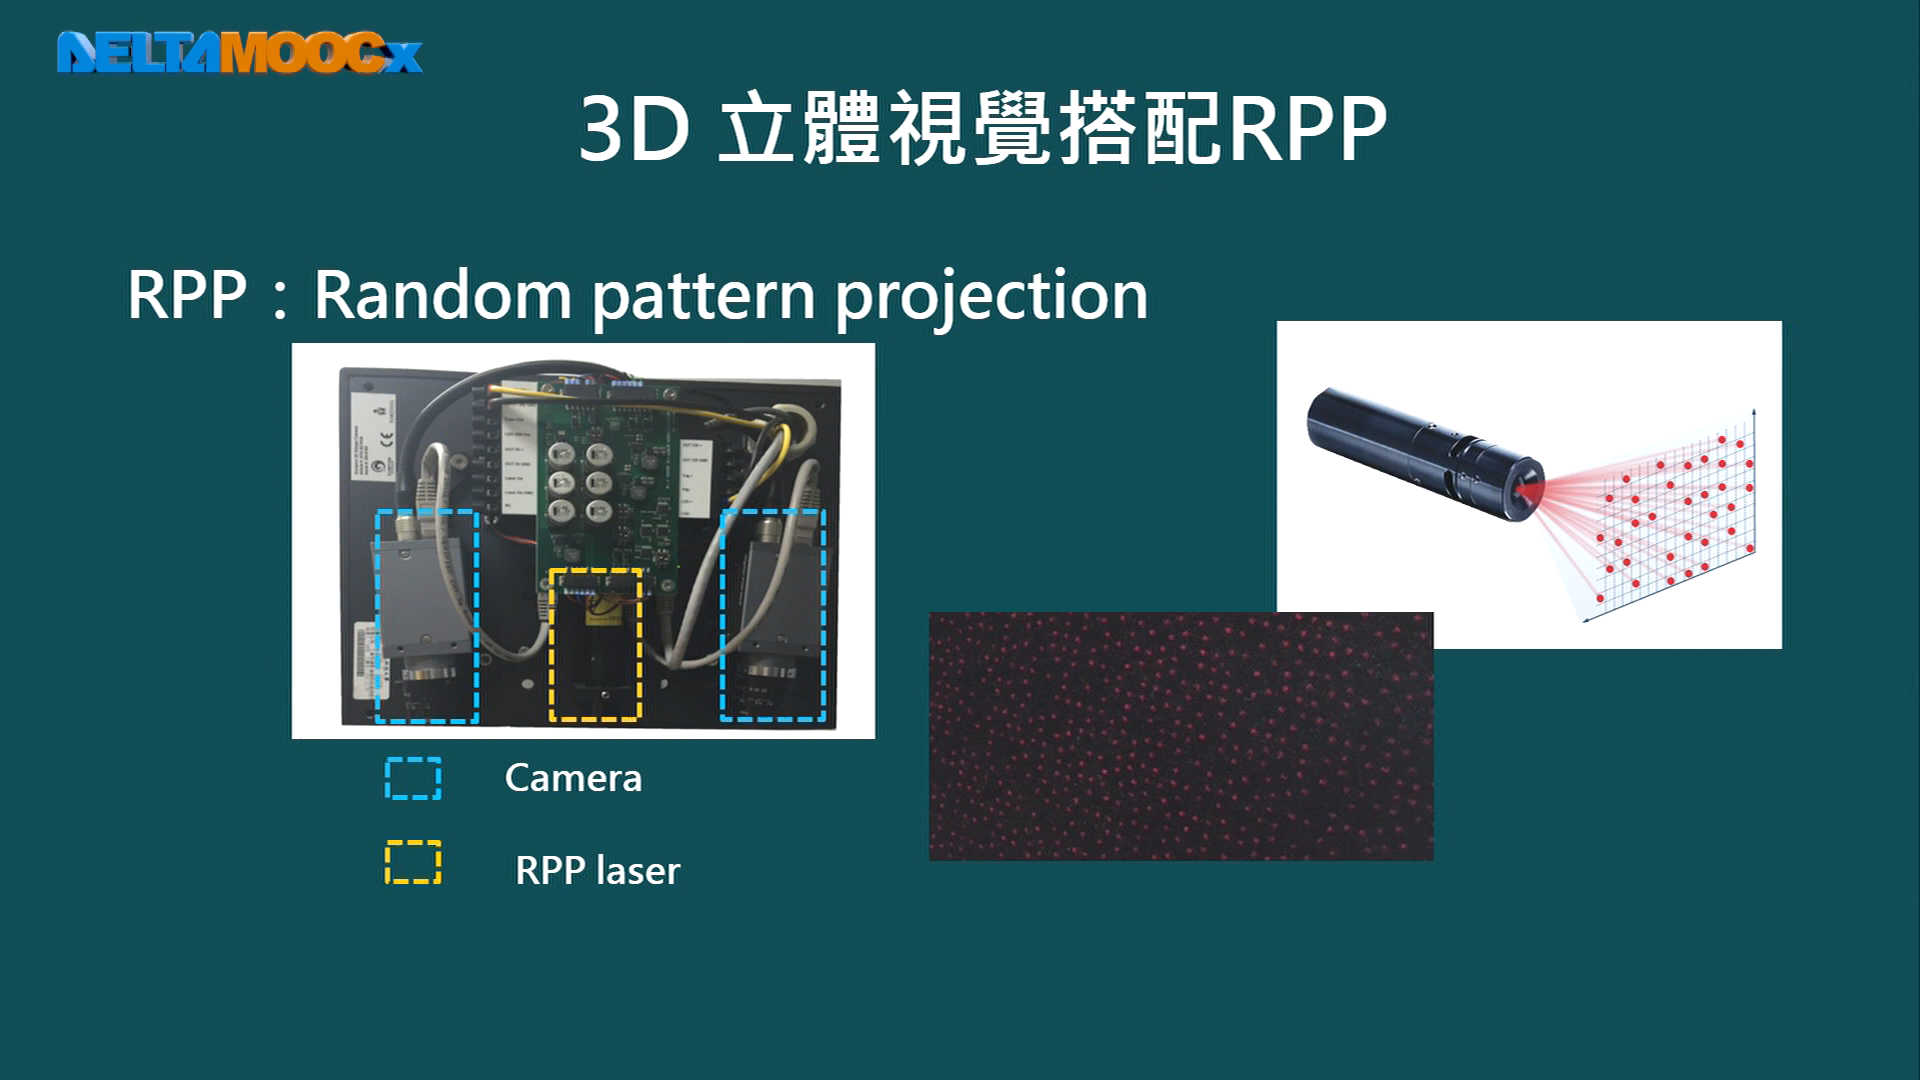 DELTAMOOCx
3D 立體視覺搭配RPP
RPP：Random pattern projection
Camera
RPP laser